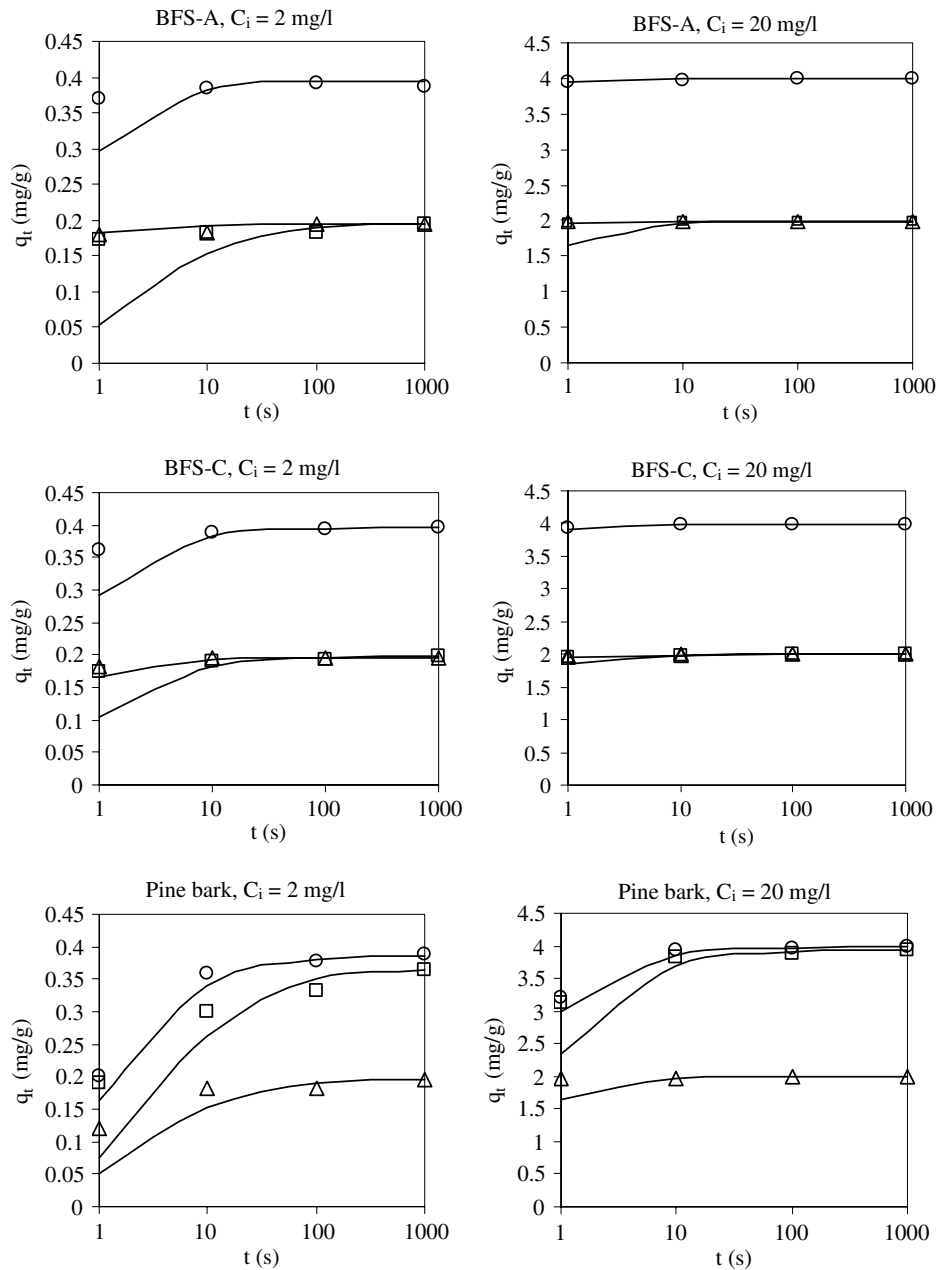 BFS-A, Cᵢ = 2 mg/l
0.45
0.4
0.35
0.3
0.25
0.2
0.15
0.1
0.05
0
qₜ (mg/g)
1 10 100 1000
t (s)
BFS-A, Cᵢ = 20 mg/l
4.5
4
3.5
3
2.5
2
1.5
1
0.5
0
qₜ (mg/g)
1 10 100 1000
t (s)
BFS-C, Cᵢ = 2 mg/l
0.45
0.4
0.35
0.3
0.25
0.2
0.15
0.1
0.05
0
qₜ (mg/g)
1 10 100 1000
t (s)
BFS-C, Cᵢ = 20 mg/l
4.5
4
3.5
3
2.5
2
1.5
1
0.5
0
qₜ (mg/g)
1 10 100 1000
t (s)
Pine bark, Cᵢ = 2 mg/l
0.45
0.4
0.35
0.3
0.25
0.2
0.15
0.1
0.05
0
qₜ (mg/g)
1 10 100 1000
t (s)
Pine bark, Cᵢ = 20 mg/l
4.5
4
3.5
3
2.5
2
1.5
1
0.5
0
qₜ (mg/g)
1 10 100 1000
t (s)